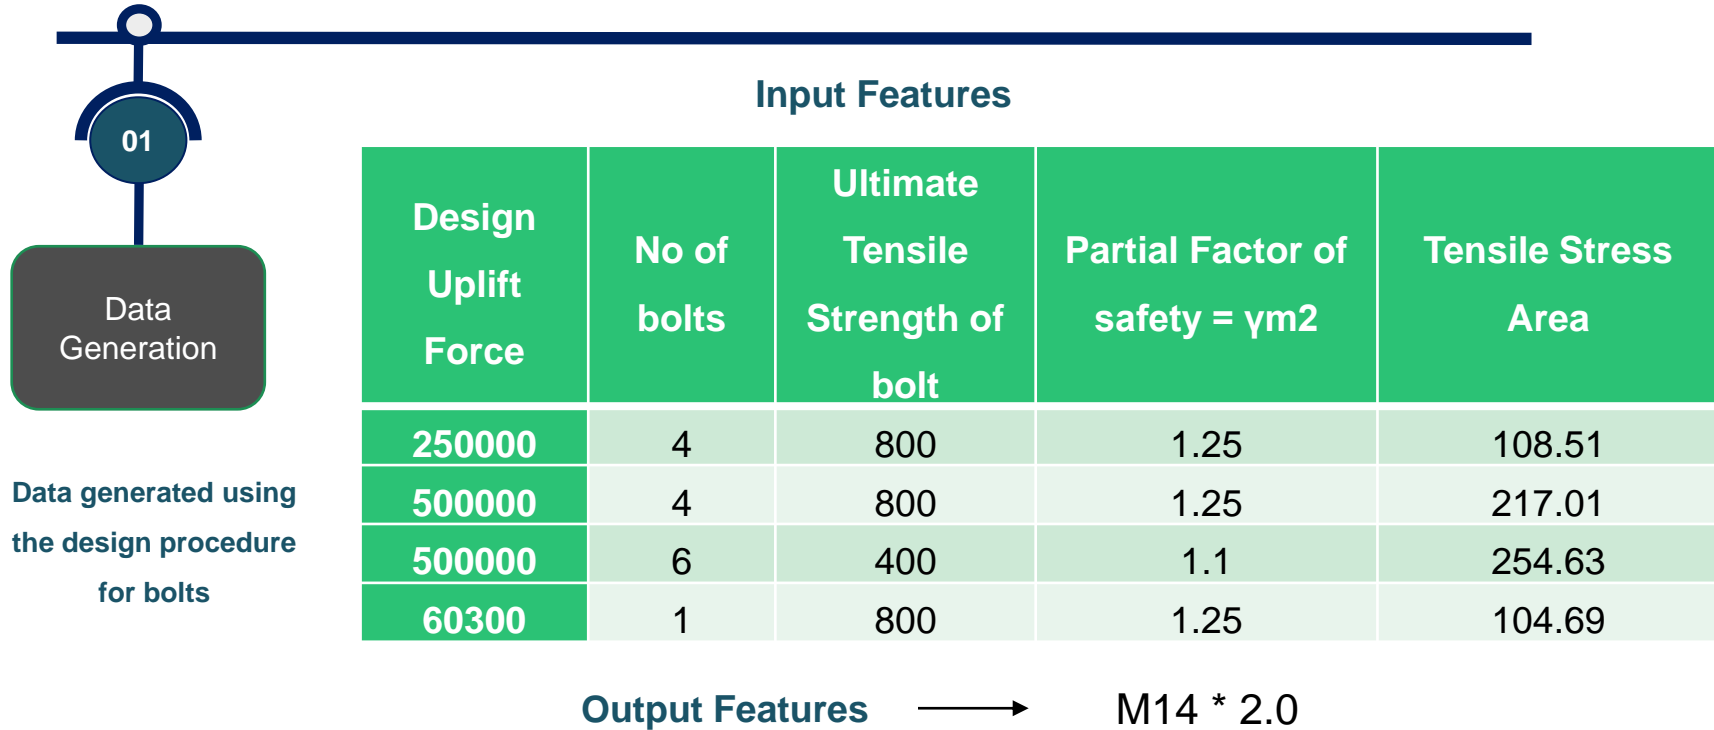 01
Data
Generation
Data generated using
the design procedure
for bolts
Input Features
Design
Uplift
Force
No of
bolts
Ultimate
Tensile
Strength of
bolt
Partial Factor of
safety = γm2
Tensile Stress
Area
250000 4 800 1.25 108.51
500000 4 800 1.25 217.01
500000 6 400 1.1 254.63
60300 1 800 1.25 104.69
Output Features M14 * 2.0